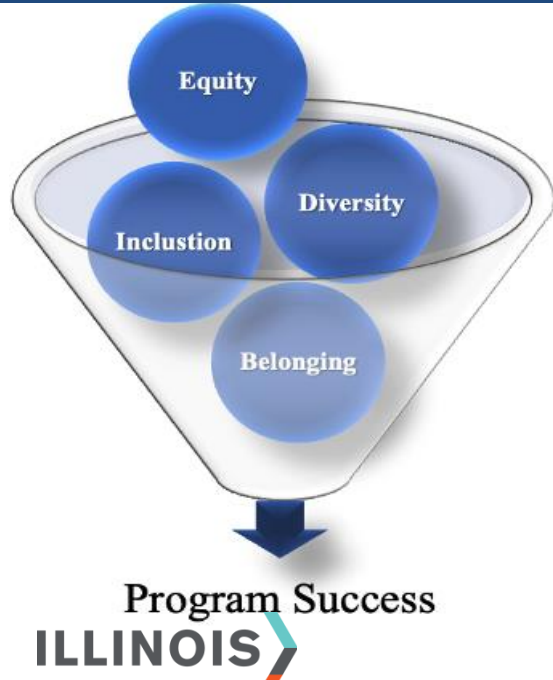 Equity
Diversity
Inclustion
Belonging
Program Success
ILLINOIS